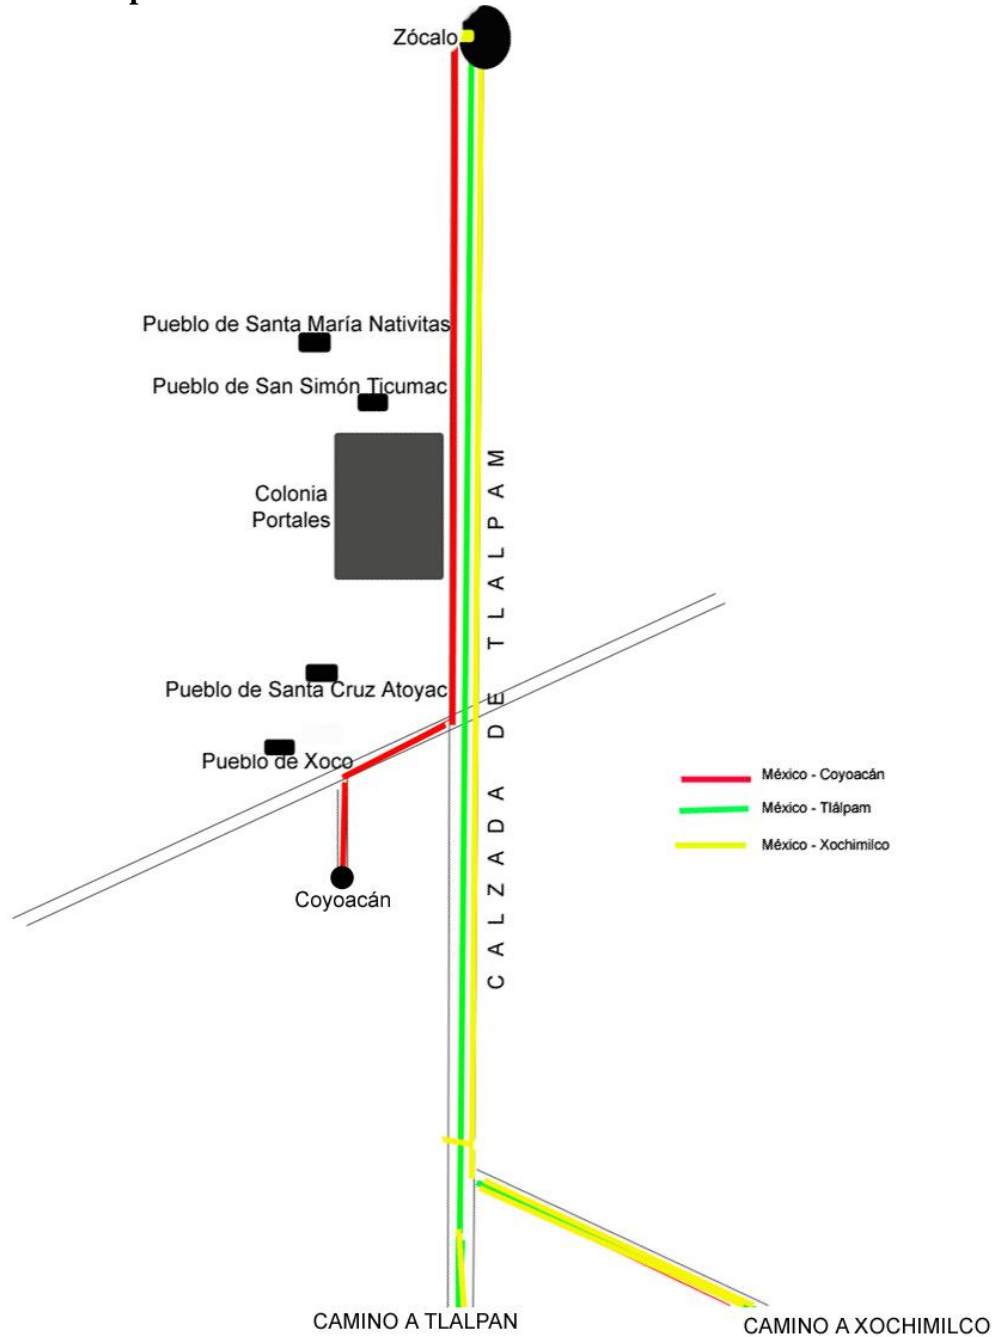 Zócalo
Pueblo de Santa María Nativitas
Pueblo de San Simón Ticumac
Colonia
Portales
CALZADA DE TLALPAM
Pueblo de Santa Cruz Atoyac
Pueblo de Xoco
México - Coyoacán
México - Tlálpam
México - Xochimilco
Coyoacán
CAMINO A TLALPAN
CAMINO A XOCHIMILCO